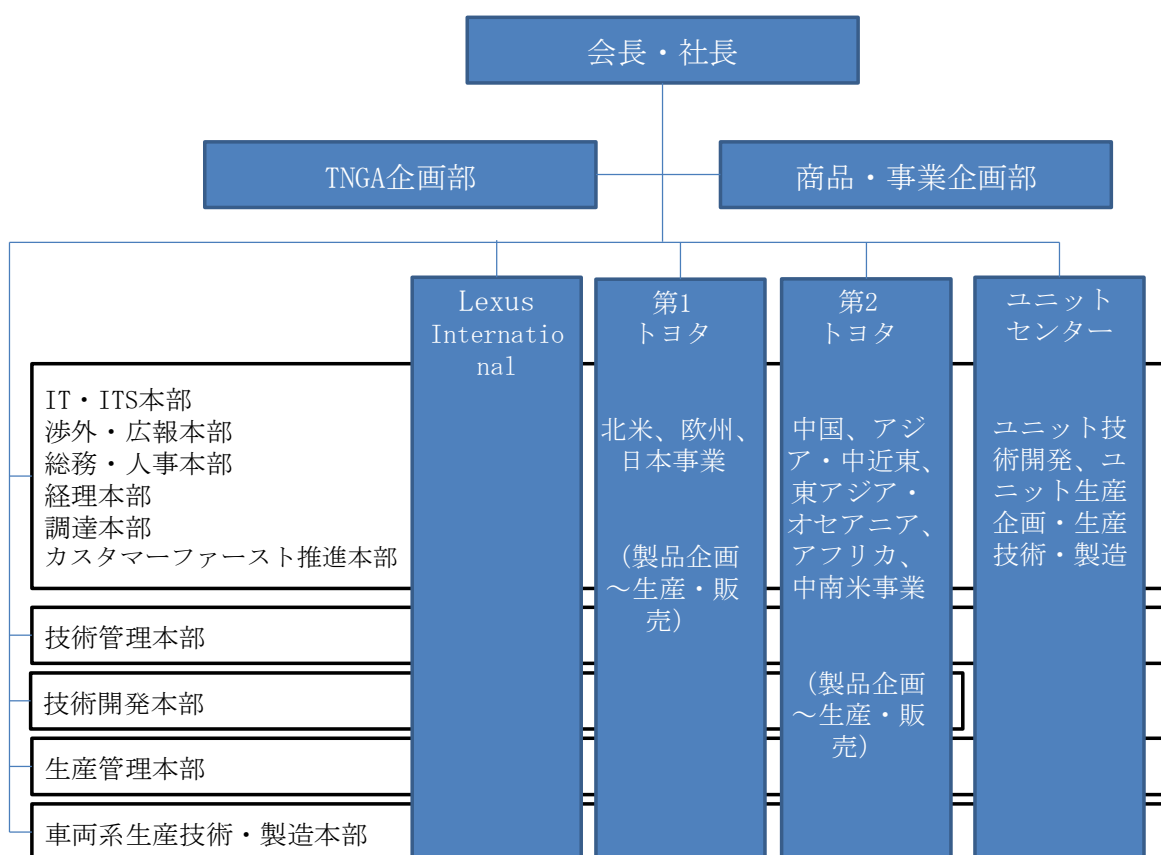 会長・社長
TNGA企画部
商品・事業企画部
Lexus
Internatio
nal
第1
トヨタ
北米、欧州、
日本事業
(製品企画
~生産・販
売)
第2
トヨタ
中国、アジ
ア・中近東、
東アジア・
オセアニア、
アフリカ、
中南米事業
(製品企画
~生産・販
売)
ユニット
センター
ユニット技
術開発、ユ
ニット生産
企画・生産
技術・製造
IT・ITS本部
渉外・広報本部
総務・人事本部
経理本部
調達本部
カスタマーファースト推進本部
技術管理本部
技術開発本部
生産管理本部
車両系生産技術・製造本部